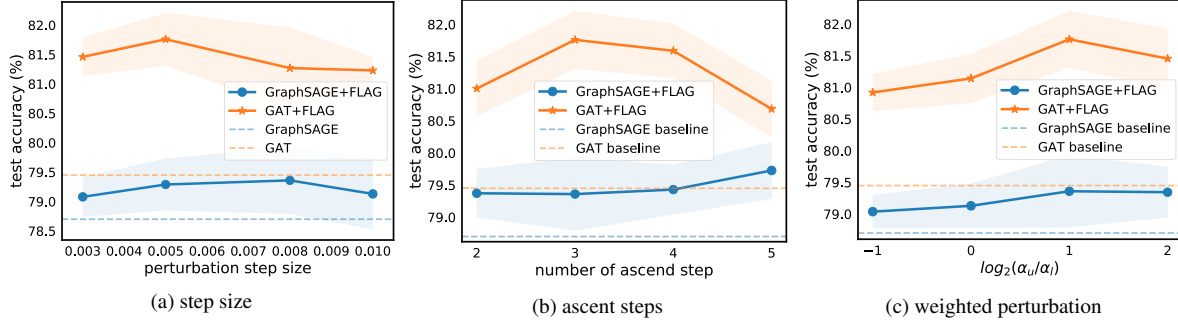 test accuracy (%)
82.0
81.5
81.0
80.5
80.0
79.5
79.0
78.5
GraphSAGE+FLAG
GAT+FLAG
GraphSAGE
GAT
0.003 0.004 0.005 0.006 0.007 0.008 0.009 0.010
perturbation step size
(a) step size
test accuracy (%)
82.0
81.5
81.0
80.5
80.0
79.5
79.0
GraphSAGE+FLAG
GAT+FLAG
GraphSAGE baseline
GAT baseline
2 3 4 5
number of ascend step
(b) ascent steps
test accuracy (%)
82.0
81.5
81.0
80.5
80.0
79.5
79.0
GraphSAGE+FLAG
GAT+FLAG
GraphSAGE baseline
GAT baseline
−1 0 1 2
log₂(αᵤ/αₗ)
(c) weighted perturbation